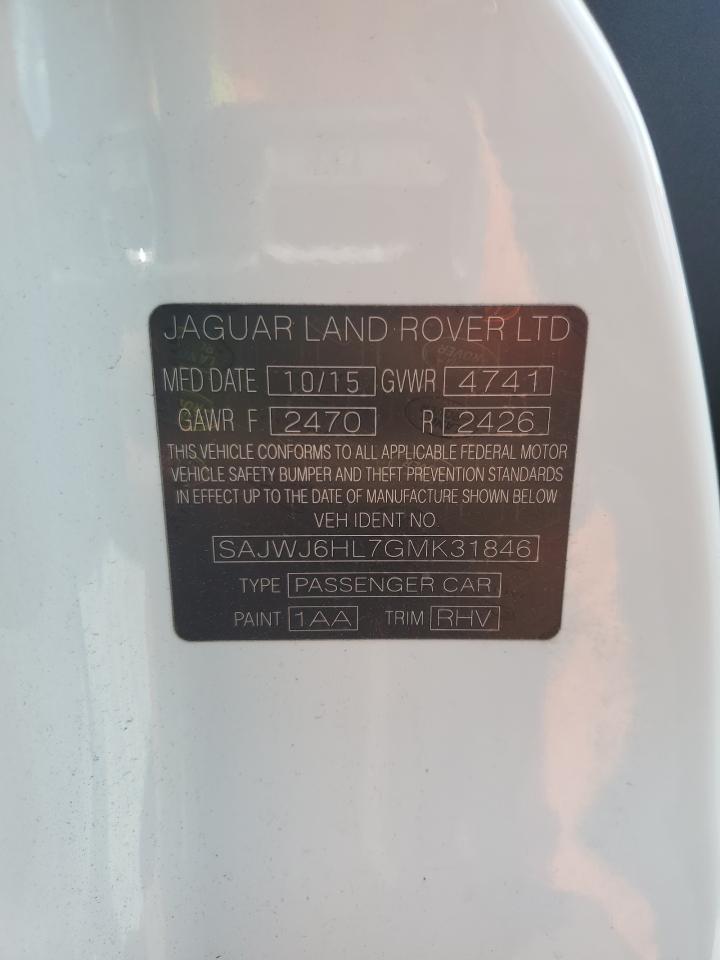 JAGUAR LAND ROVER LTD
MFD DATE 10/15 GVWR 4741
GAWR F 2470 R 2426
THIS VEHICLE CONFORMS TO ALL APPLICABLE FEDERAL MOTOR
VEHICLE SAFETY BUMPER AND THEFT PREVENTION STANDARDS
IN EFFECT UP TO THE DATE OF MANUFACTURE SHOWN BELOW
VEH IDENT NO.
SAJWJ6HL7GMK31846
TYPE PASSENGER CAR
PAINT 1AA TRIM RHV